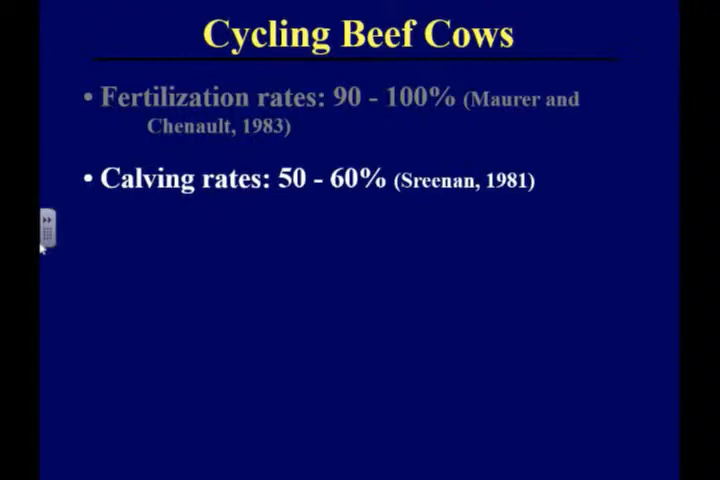 Cycling Beef Cows
• Fertilization rates: 90 - 100% (Maurer and
Chenault, 1983)
• Calving rates: 50 - 60% (Sreenan, 1981)